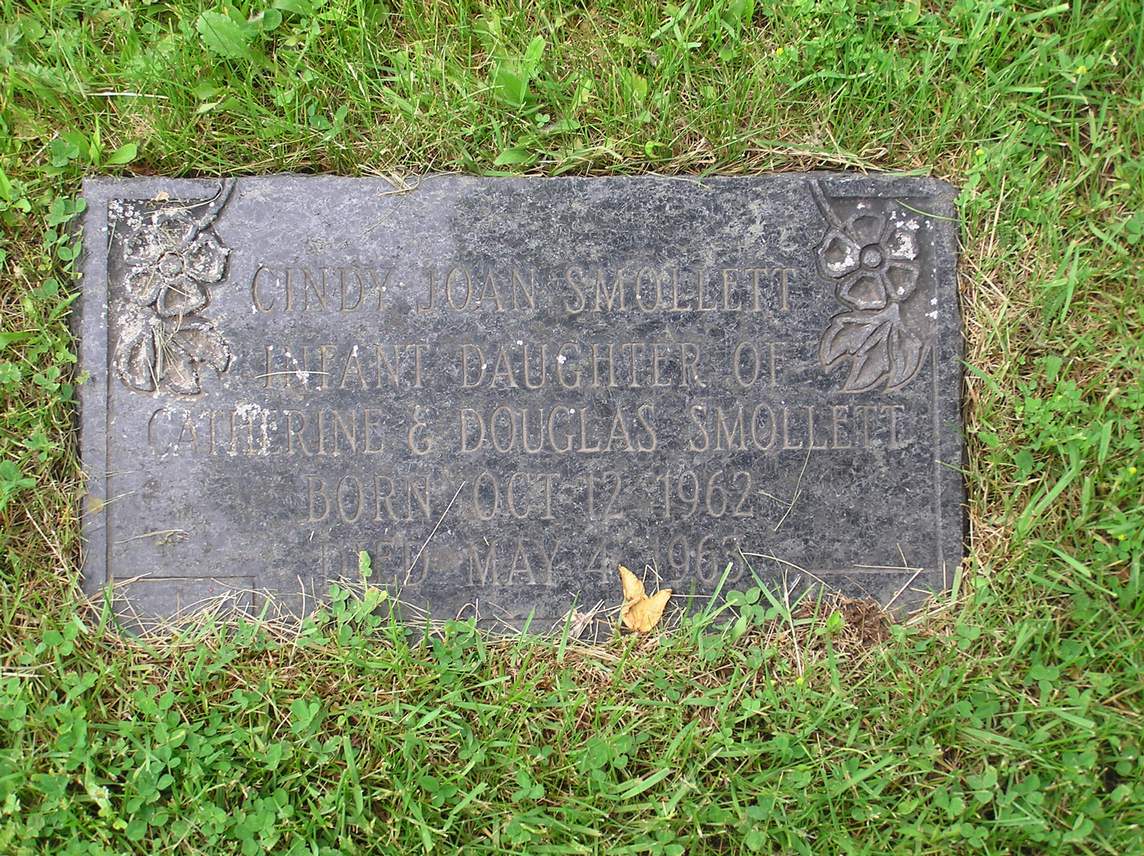 CINDY JOAN SMOLLETT
INFANT DAUGHTER OF
CATHERINE & DOUGLAS SMOLLETT
BORN OCT 12 1962
DIED MAY 4 1963